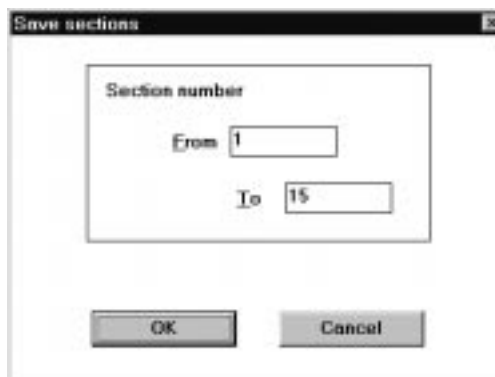 Save sections
Section number
From 1
To 15
OK Cancel